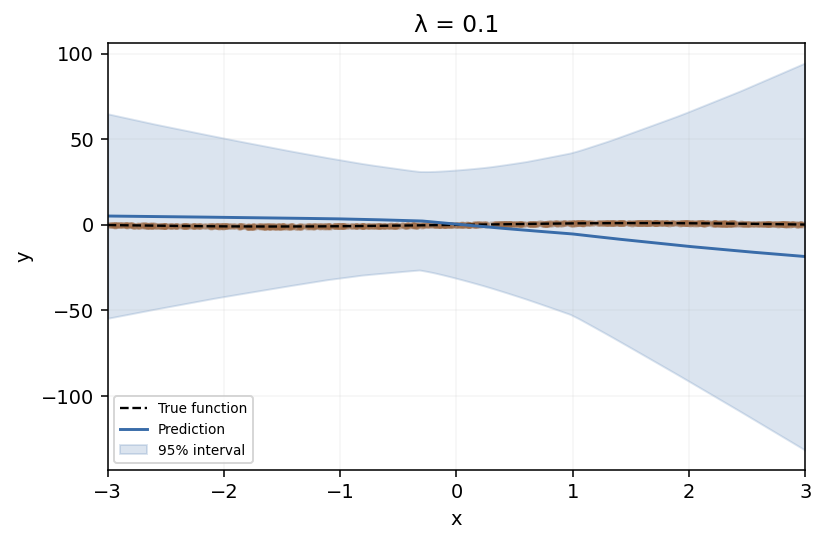 λ = 0.1
y
100
50
0
−50
−100
True function
Prediction
95% interval
−3
−2
−1
0
1
2
3
x